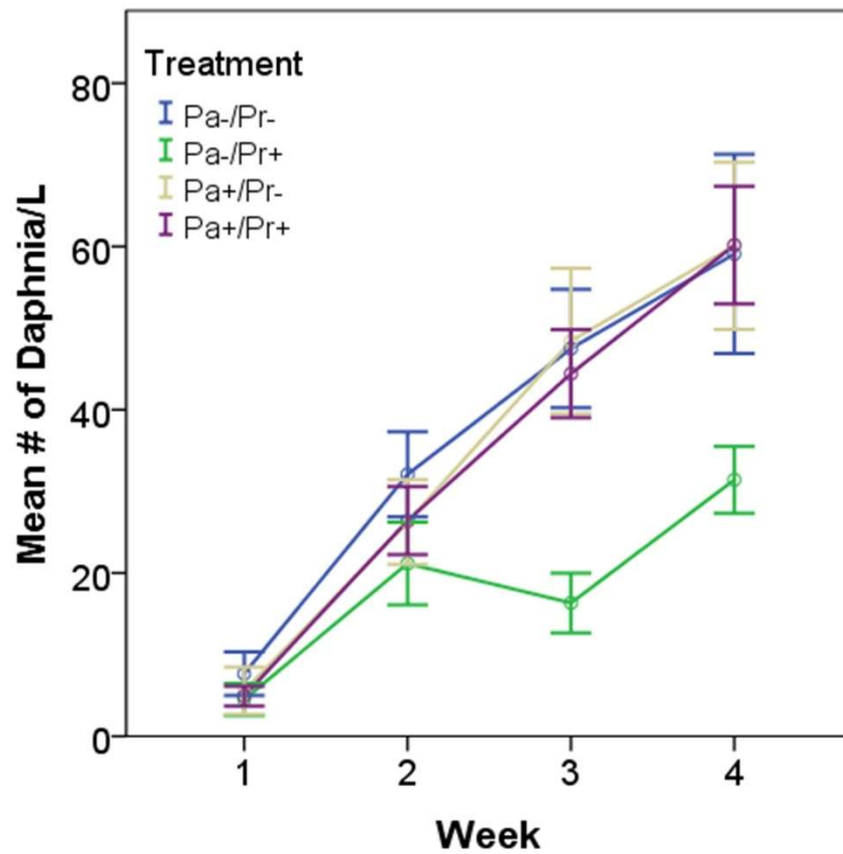 Treatment
Pa-/Pr-
Pa-/Pr+
Pa+/Pr-
Pa+/Pr+
Mean # of Daphnia/L
80
60
40
20
0
1 2 3 4
Week